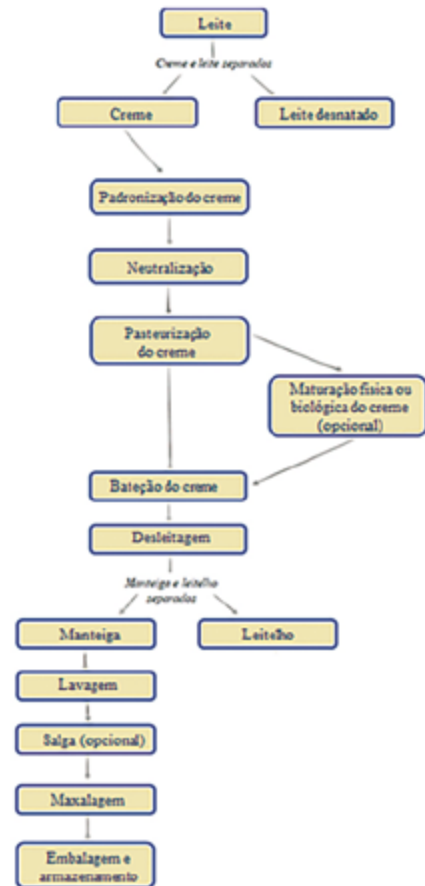 Leite
Creme e leite separados
Creme
Leite desnatado
Padronização do creme
Neutralização
Pasteurização
do creme
Maturação física ou
biológica do creme
(opcional)
Bateção do creme
Desleitagem
Manteiga e leitelho
separados
Manteiga
Leitelho
Lavagem
Salga (opcional)
Maxalagem
Embalagem e
armazenamento